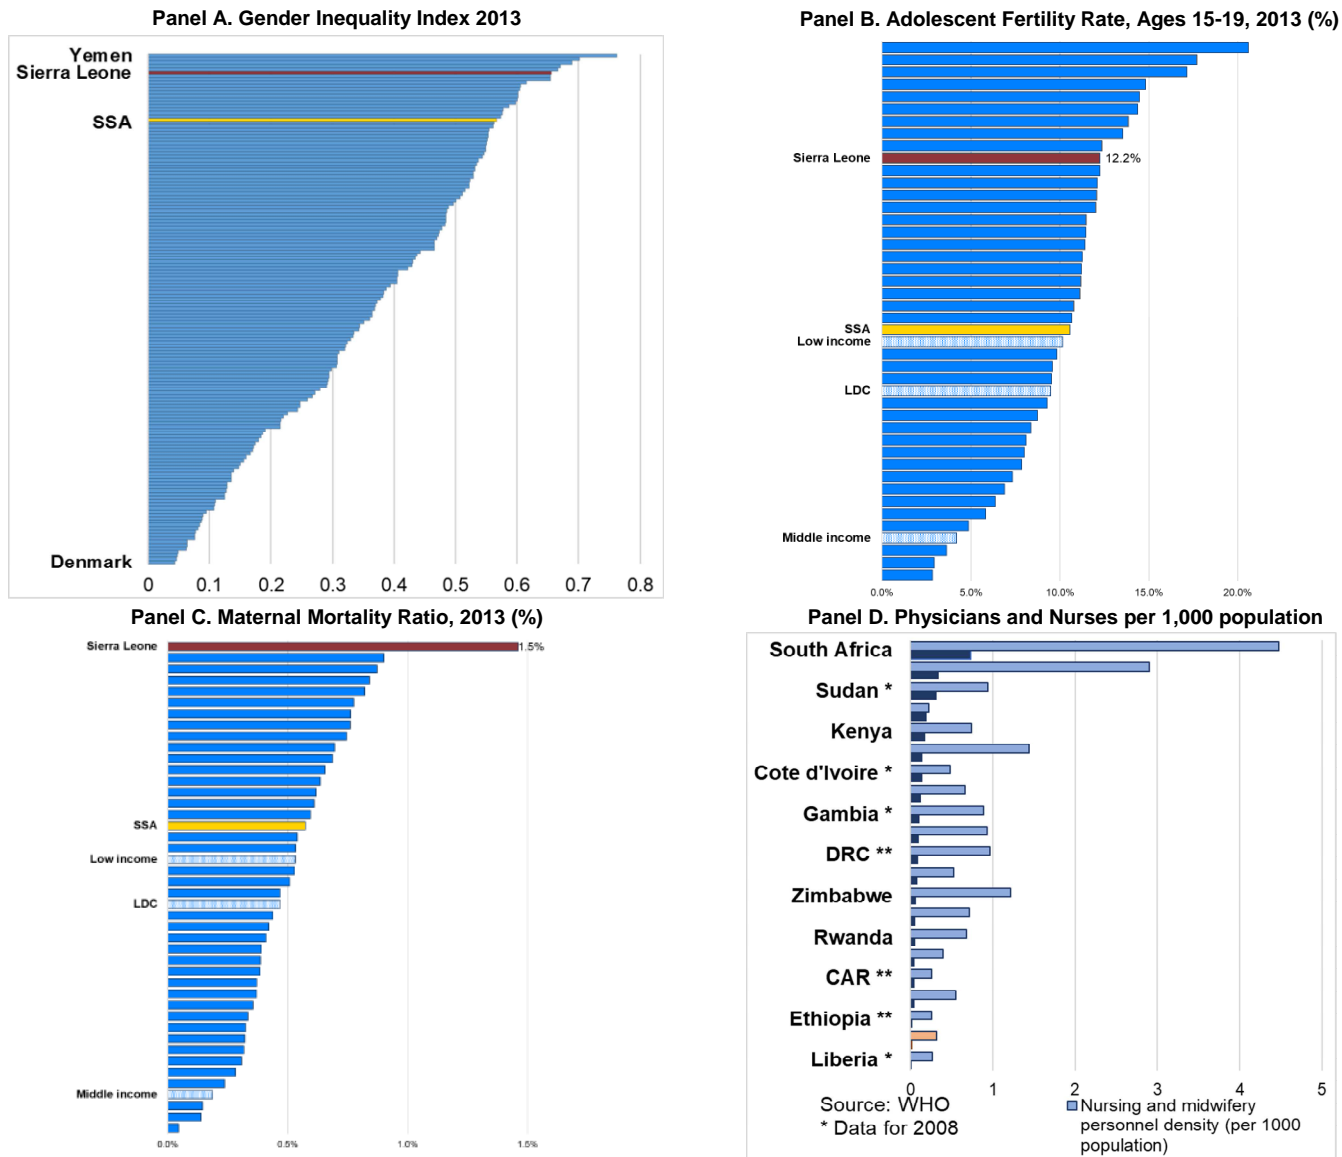 Panel A. Gender Inequality Index 2013
Yemen
Sierra Leone
SSA
Denmark
0 0.1 0.2 0.3 0.4 0.5 0.6 0.7 0.8
Panel B. Adolescent Fertility Rate, Ages 15-19, 2013 (%)
Sierra Leone 12.2%
SSA
Low income
LDC
Middle income
0.0% 5.0% 10.0% 15.0% 20.0%
Panel C. Maternal Mortality Ratio, 2013 (%)
Sierra Leone 1.5%
SSA
Low income
LDC
Middle income
0.0% 0.5% 1.0% 1.5%
Panel D. Physicians and Nurses per 1,000 population
South Africa
Sudan *
Kenya
Cote d'Ivoire *
Gambia *
DRC **
Zimbabwe
Rwanda
CAR **
Ethiopia **
Liberia *
0 1 2 3 4 5
Source: WHO
* Data for 2008
Nursing and midwifery
personnel density (per 1000
population)